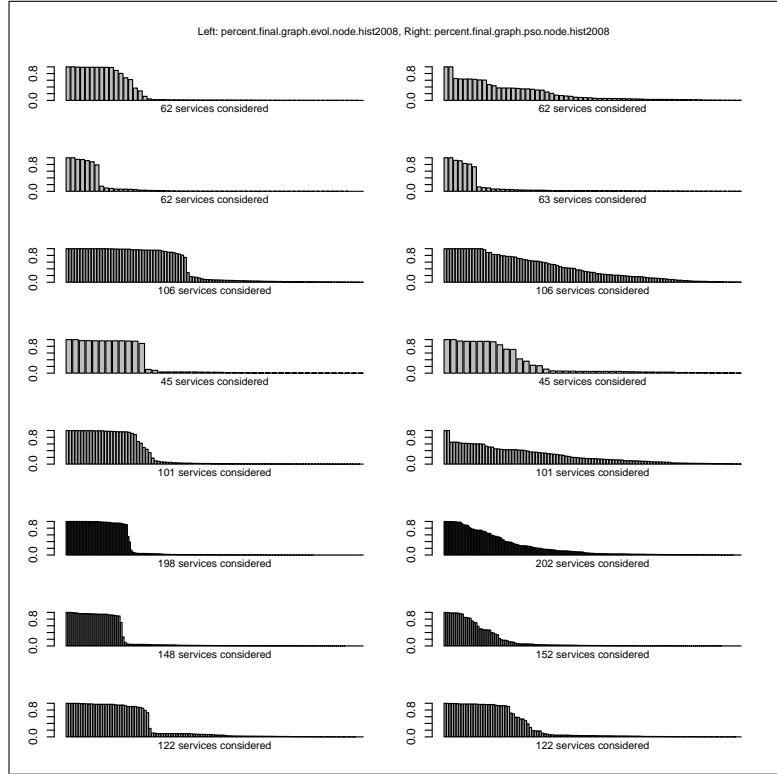 Left: percent.final.graph.evol.node.hist2008, Right: percent.final.graph.pso.node.hist2008
0.0 0.8
62 services considered
0.0 0.8
62 services considered
0.0 0.8
62 services considered
0.0 0.8
63 services considered
0.0 0.8
106 services considered
0.0 0.8
106 services considered
0.0 0.8
45 services considered
0.0 0.8
45 services considered
0.0 0.8
101 services considered
0.0 0.8
101 services considered
0.0 0.8
198 services considered
0.0 0.8
202 services considered
0.0 0.8
148 services considered
0.0 0.8
152 services considered
0.0 0.8
122 services considered
0.0 0.8
122 services considered